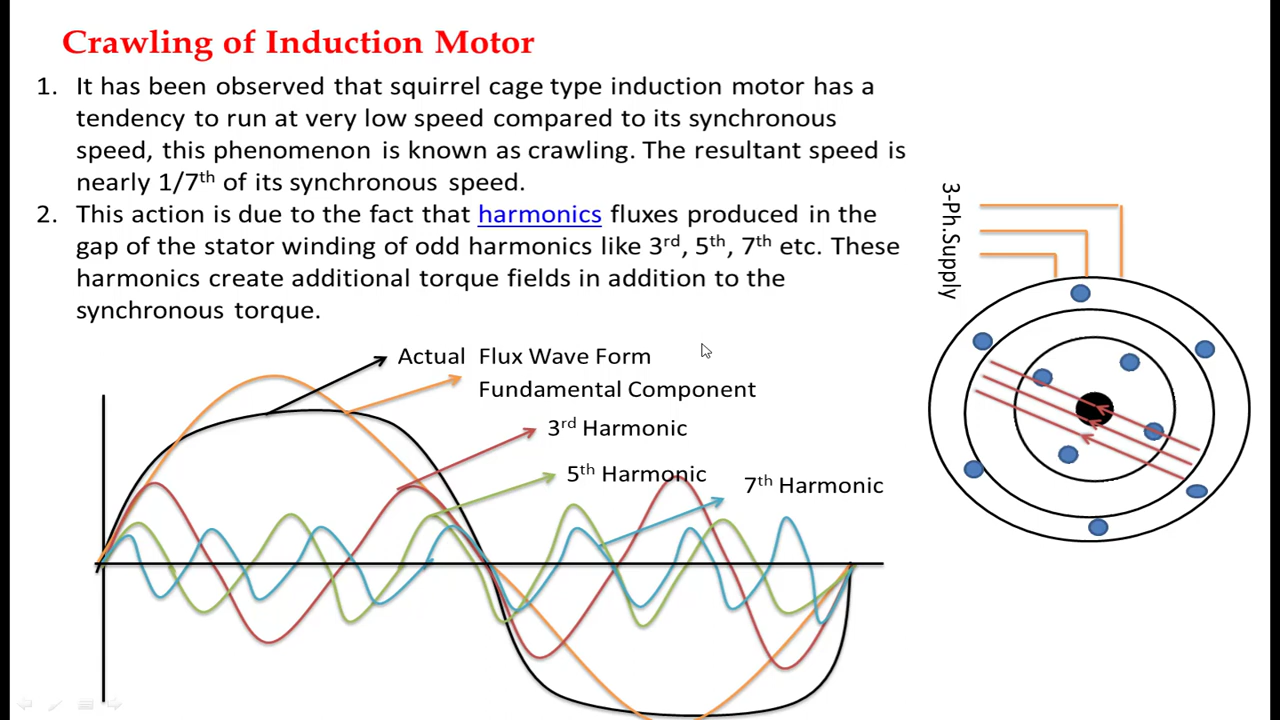 Crawling of Induction Motor
1. It has been observed that squirrel cage type induction motor has a
tendency to run at very low speed compared to its synchronous
speed, this phenomenon is known as crawling. The resultant speed is
nearly 1/7th of its synchronous speed.
2. This action is due to the fact that harmonics fluxes produced in the
gap of the stator winding of odd harmonics like 3rd, 5th, 7th etc. These
harmonics create additional torque fields in addition to the
synchronous torque.
3-Ph.Supply
Actual Flux Wave Form
Fundamental Component
3rd Harmonic
5th Harmonic
7th Harmonic